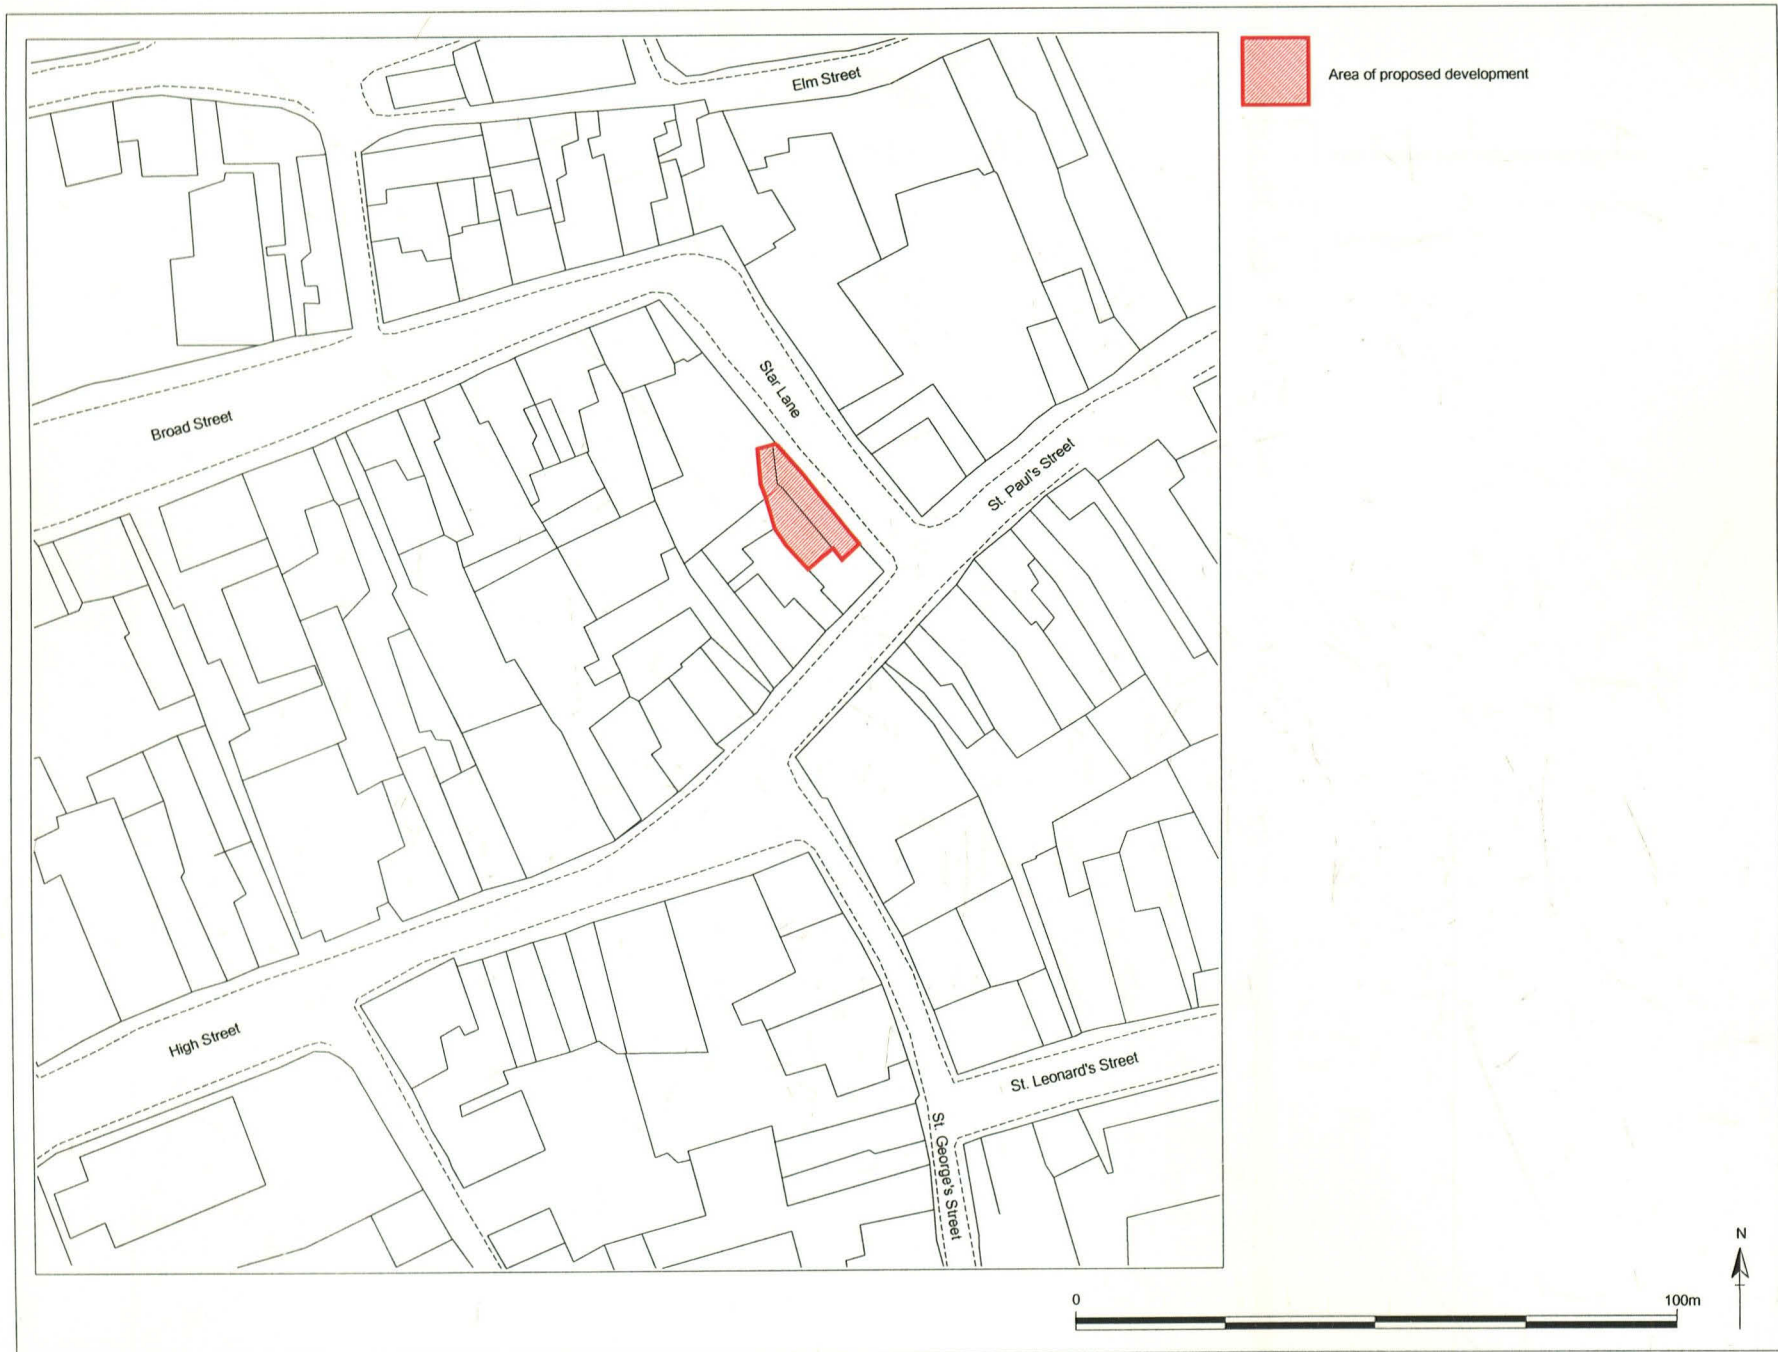 Elm Street
Area of proposed development
Star Lane
Broad Street
St. Paul's Street
High Street
St. Leonard's Street
St. George's Street
N
0
100m